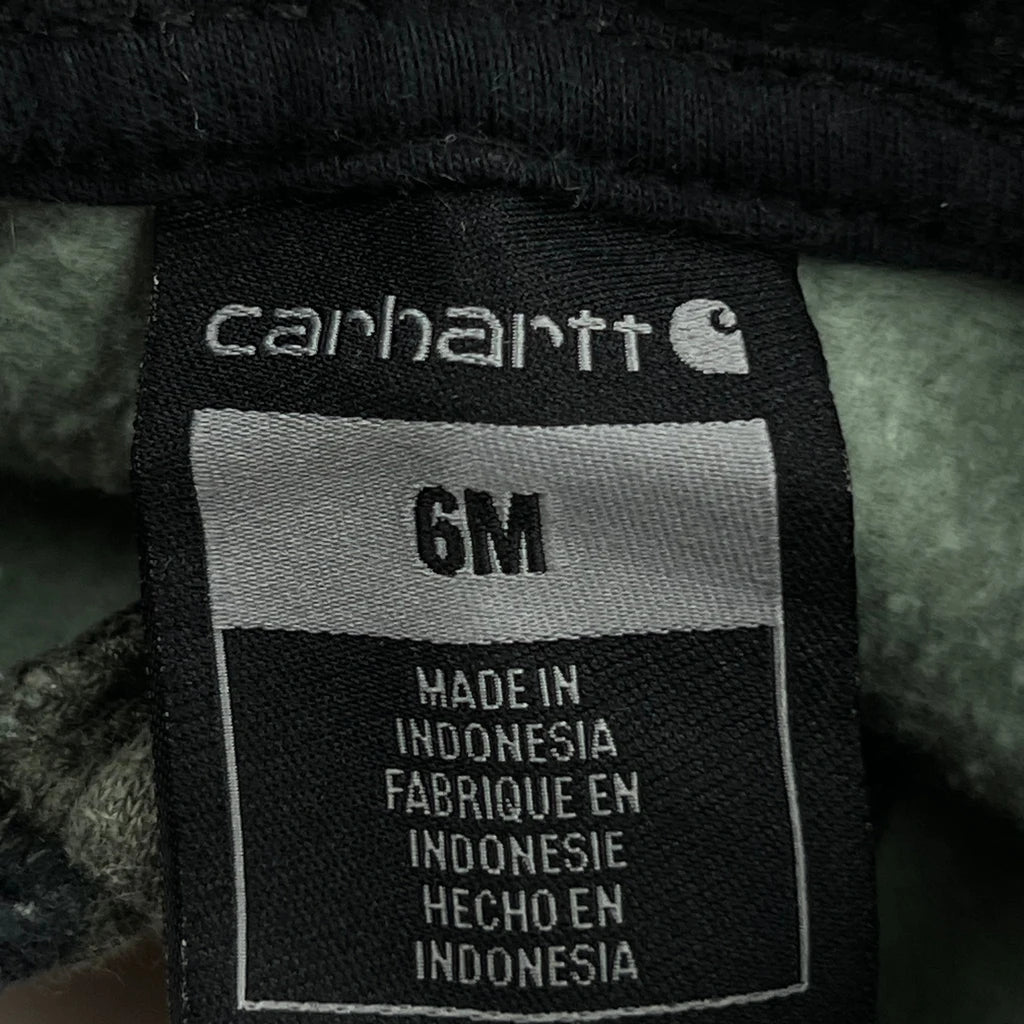 carhartt
6M
MADE IN
INDONESIA
FABRIQUE EN
INDONESIE
HECHO EN
INDONESIA